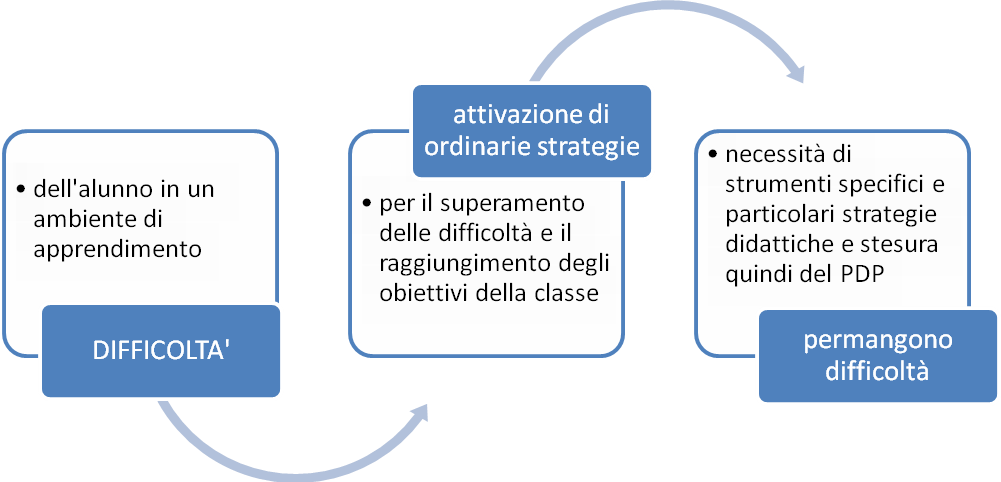 • dell'alunno in un
ambiente di
apprendimento
DIFFICOLTA'
attivazione di
ordinarie strategie
• per il superamento
delle difficoltà e il
raggiungimento degli
obiettivi della classe
• necessità di
strumenti specifici e
particolari strategie
didattiche e stesura
quindi del PDP
permangono
difficoltà